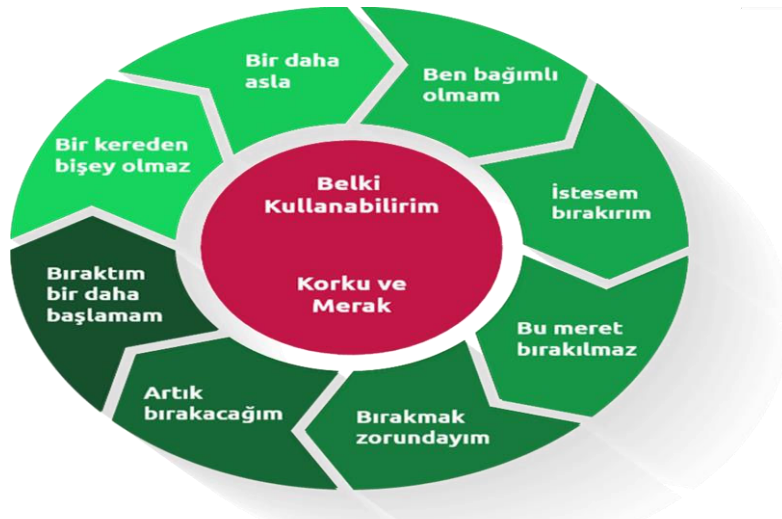 Bir daha
asla
Ben bağımlı
olmam
Bir kereden
bişey olmaz
Belki
Kullanabilirim
İstesem
bırakırım
Korku ve
Merak
Bıraktım
bir daha
başlamam
Bu meret
bırakılmaz
Artık
bırakacağım
Bırakmak
zorundayım